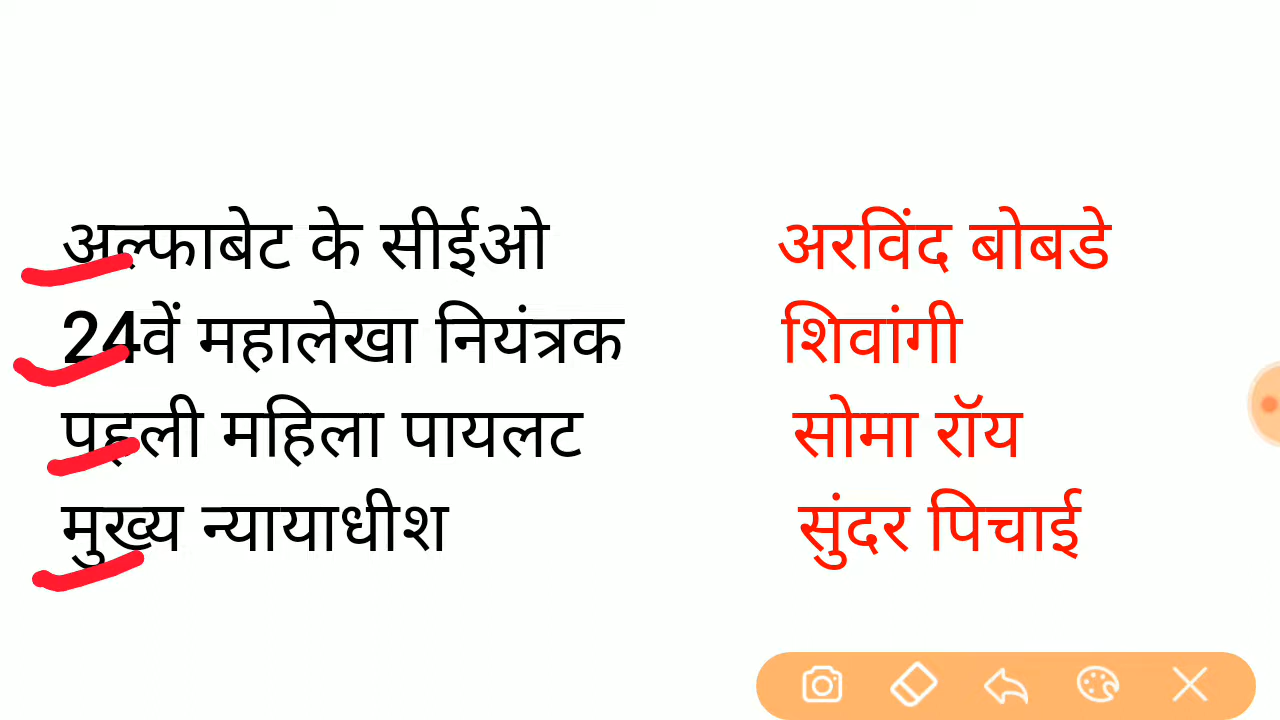 अल्फाबेट के सीईओ अरविंद बोबडे
24वें महालेखा नियंत्रक शिवांगी
पहली महिला पायलट सोमा रॉय
मुख्य न्यायाधीश सुंदर पिचाई